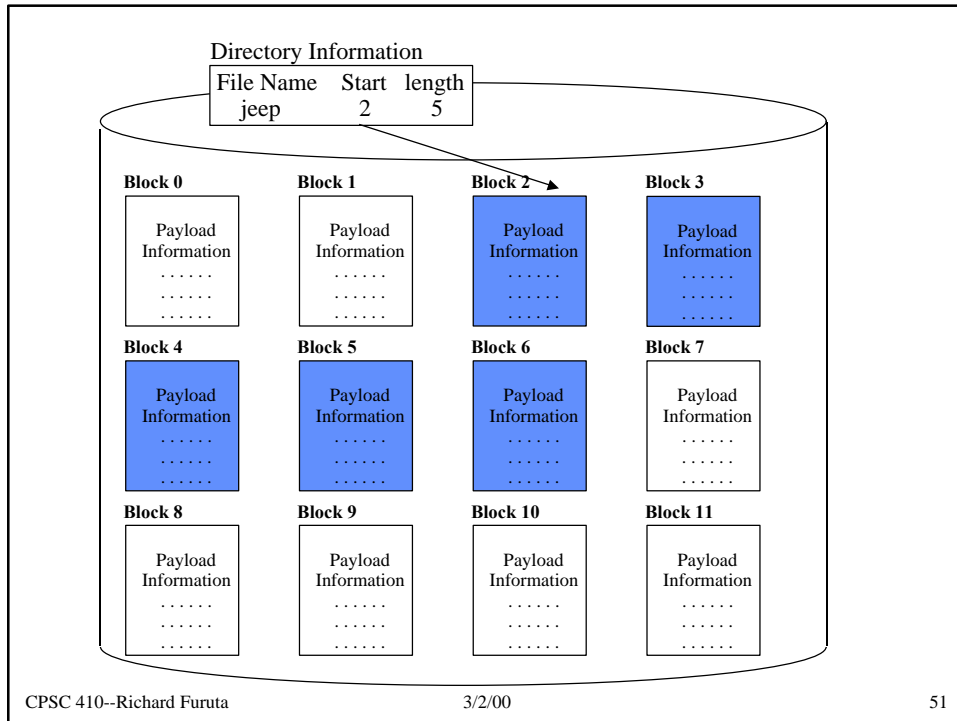 Directory Information
File Name Start length
jeep 2 5
Block 0 Block 1 Block 2 Block 3
Payload Payload Payload Payload
Information Information Information Information
. . . . . . . . . . . . . . . . . . . . . . . .
. . . . . . . . . . . . . . . . . . . . . . . .
. . . . . . . . . . . . . . . . . . . . . . . .
Block 4 Block 5 Block 6 Block 7
Payload Payload Payload Payload
Information Information Information Information
. . . . . . . . . . . . . . . . . . . . . . . .
. . . . . . . . . . . . . . . . . . . . . . . .
. . . . . . . . . . . . . . . . . . . . . . . .
Block 8 Block 9 Block 10 Block 11
Payload Payload Payload Payload
Information Information Information Information
. . . . . . . . . . . . . . . . . . . . . . . .
. . . . . . . . . . . . . . . . . . . . . . . .
. . . . . . . . . . . . . . . . . . . . . . . .
CPSC 410--Richard Furuta 3/2/00 51